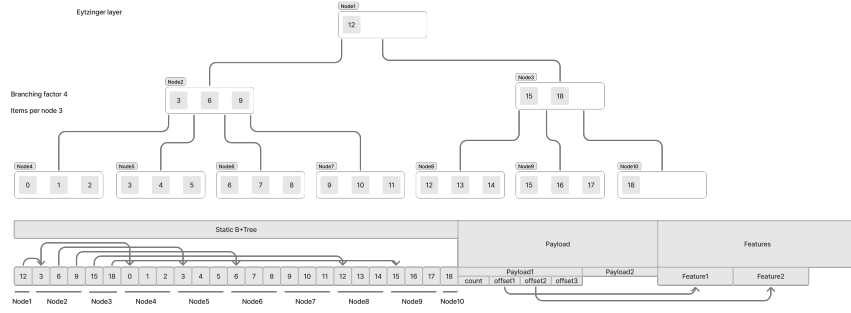 Eytzinger layer
Node1
12
Node2
3 6 9
Node3
15 18
Branching factor 4
Items per node 3
Node4 Node5 Node6 Node7 Node8 Node9 Node10
0 1 2 3 4 5 6 7 8 9 10 11 12 13 14 15 16 17 18
Static B+Tree Payload Features
12 3 6 9 15 18 0 1 2 3 4 5 6 7 8 9 10 11 12 13 14 15 16 17 18
Payload1 Payload2
count offset1 offset2 offset3
Feature1 Feature2
Node1 Node2 Node3 Node4 Node5 Node6 Node7 Node8 Node9 Node10